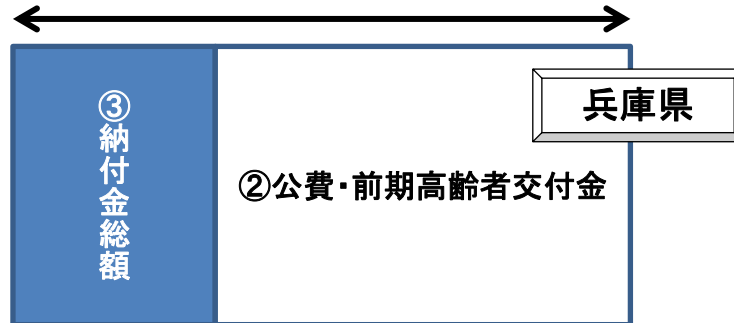 兵庫県
③納付金総額
②公費・前期高齢者交付金